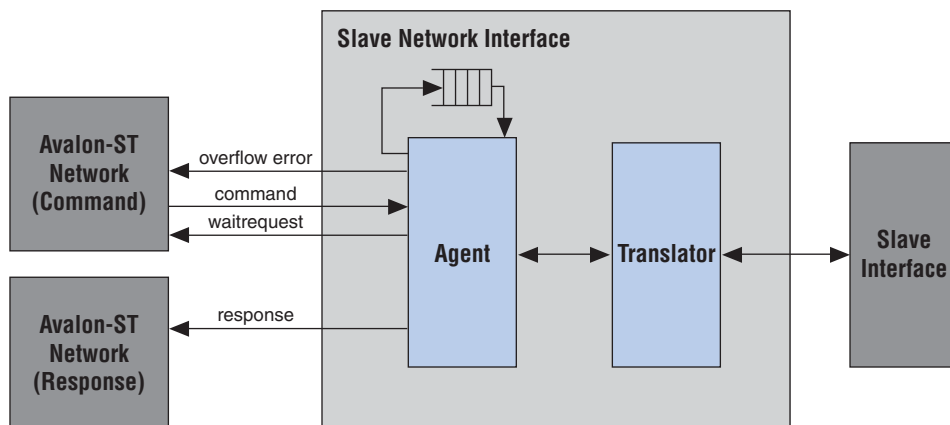 Slave Network Interface
Avalon-ST
Network
(Command)
overflow error
command
waitrequest
Agent
Translator
Slave
Interface
Avalon-ST
Network
(Response)
response